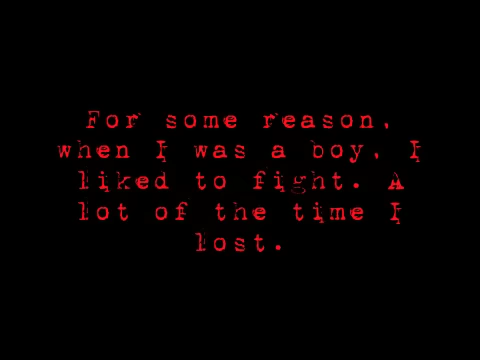 For some reason,
when I was a boy, I
liked to fight. A
lot of the time I
lost.